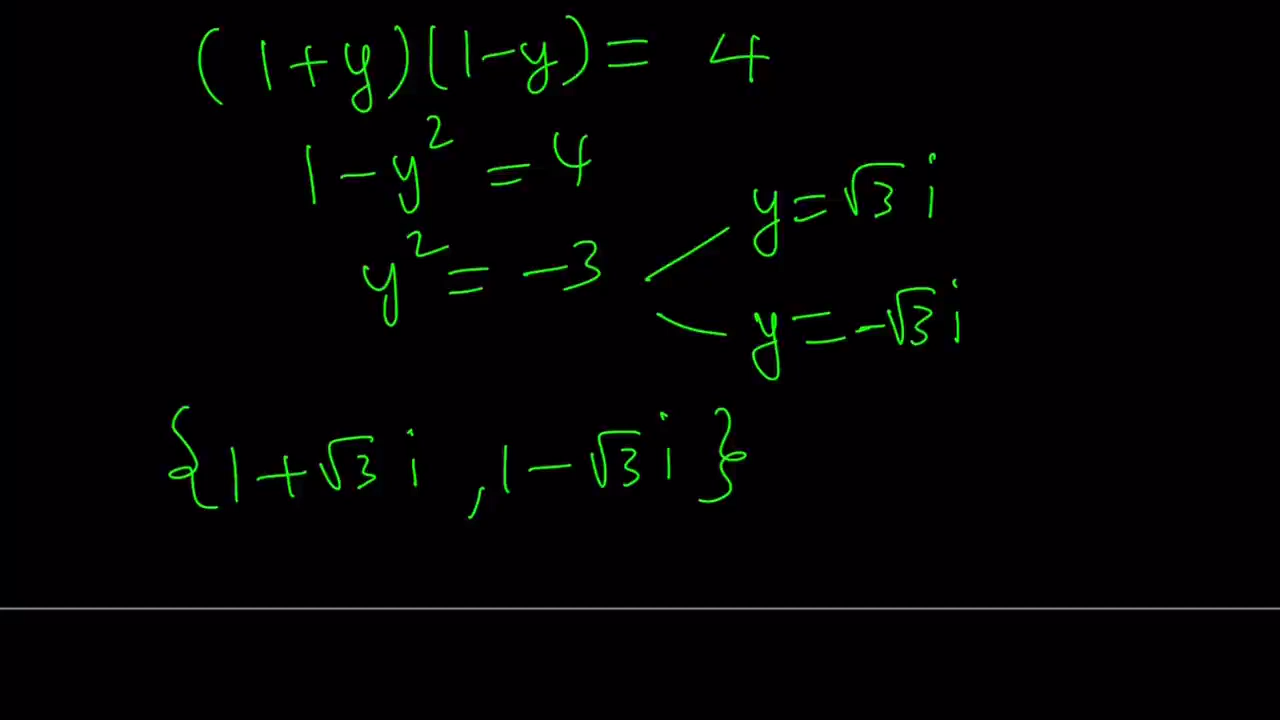 (1+y)(1-y) = 4
1 - y² = 4
y = √3 i
y² = -3
y = -√3 i
{1+√3 i , 1-√3 i}